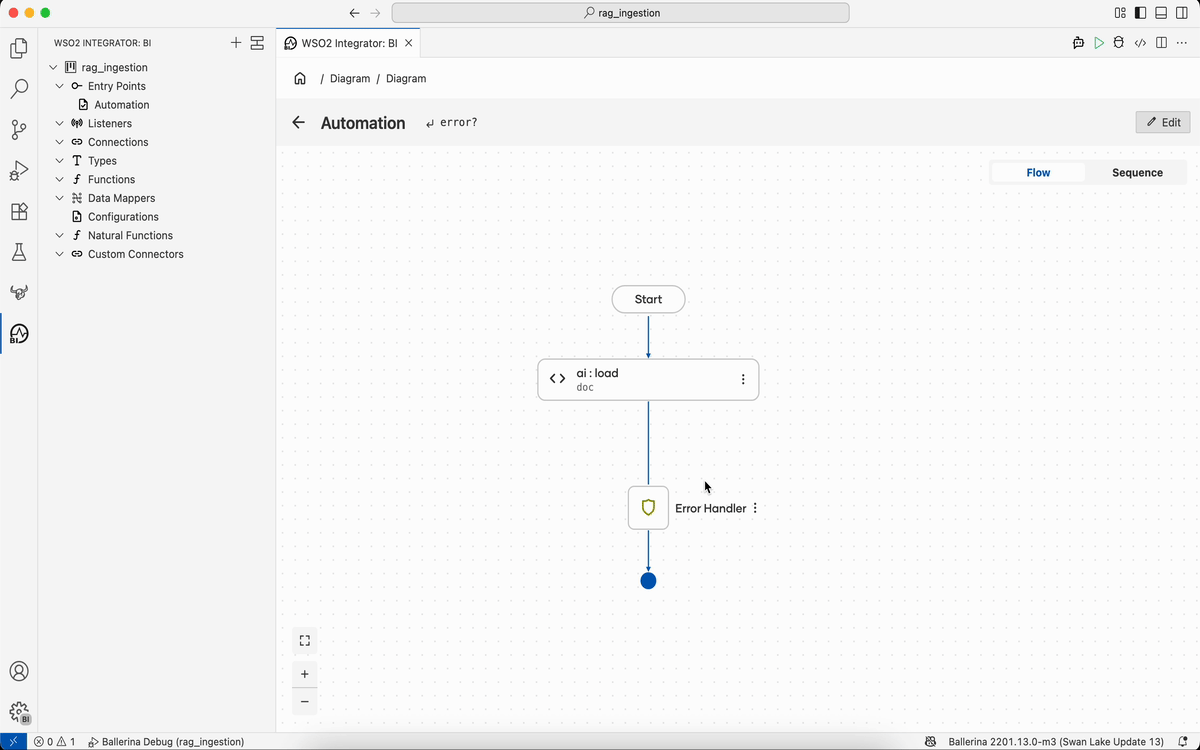 rag_ingestion
WSO2 INTEGRATOR: BI
WSO2 Integrator: BI
rag_ingestion
Entry Points
Automation
Listeners
Connections
Types
Functions
Data Mappers
Configurations
Natural Functions
Custom Connectors
/ Diagram / Diagram
Automation
error?
Edit
Flow
Sequence
Start
ai : load
doc
Error Handler
BI
BI
0 1
Ballerina Debug (rag_ingestion)
Ballerina 2201.13.0-m3 (Swan Lake Update 13)